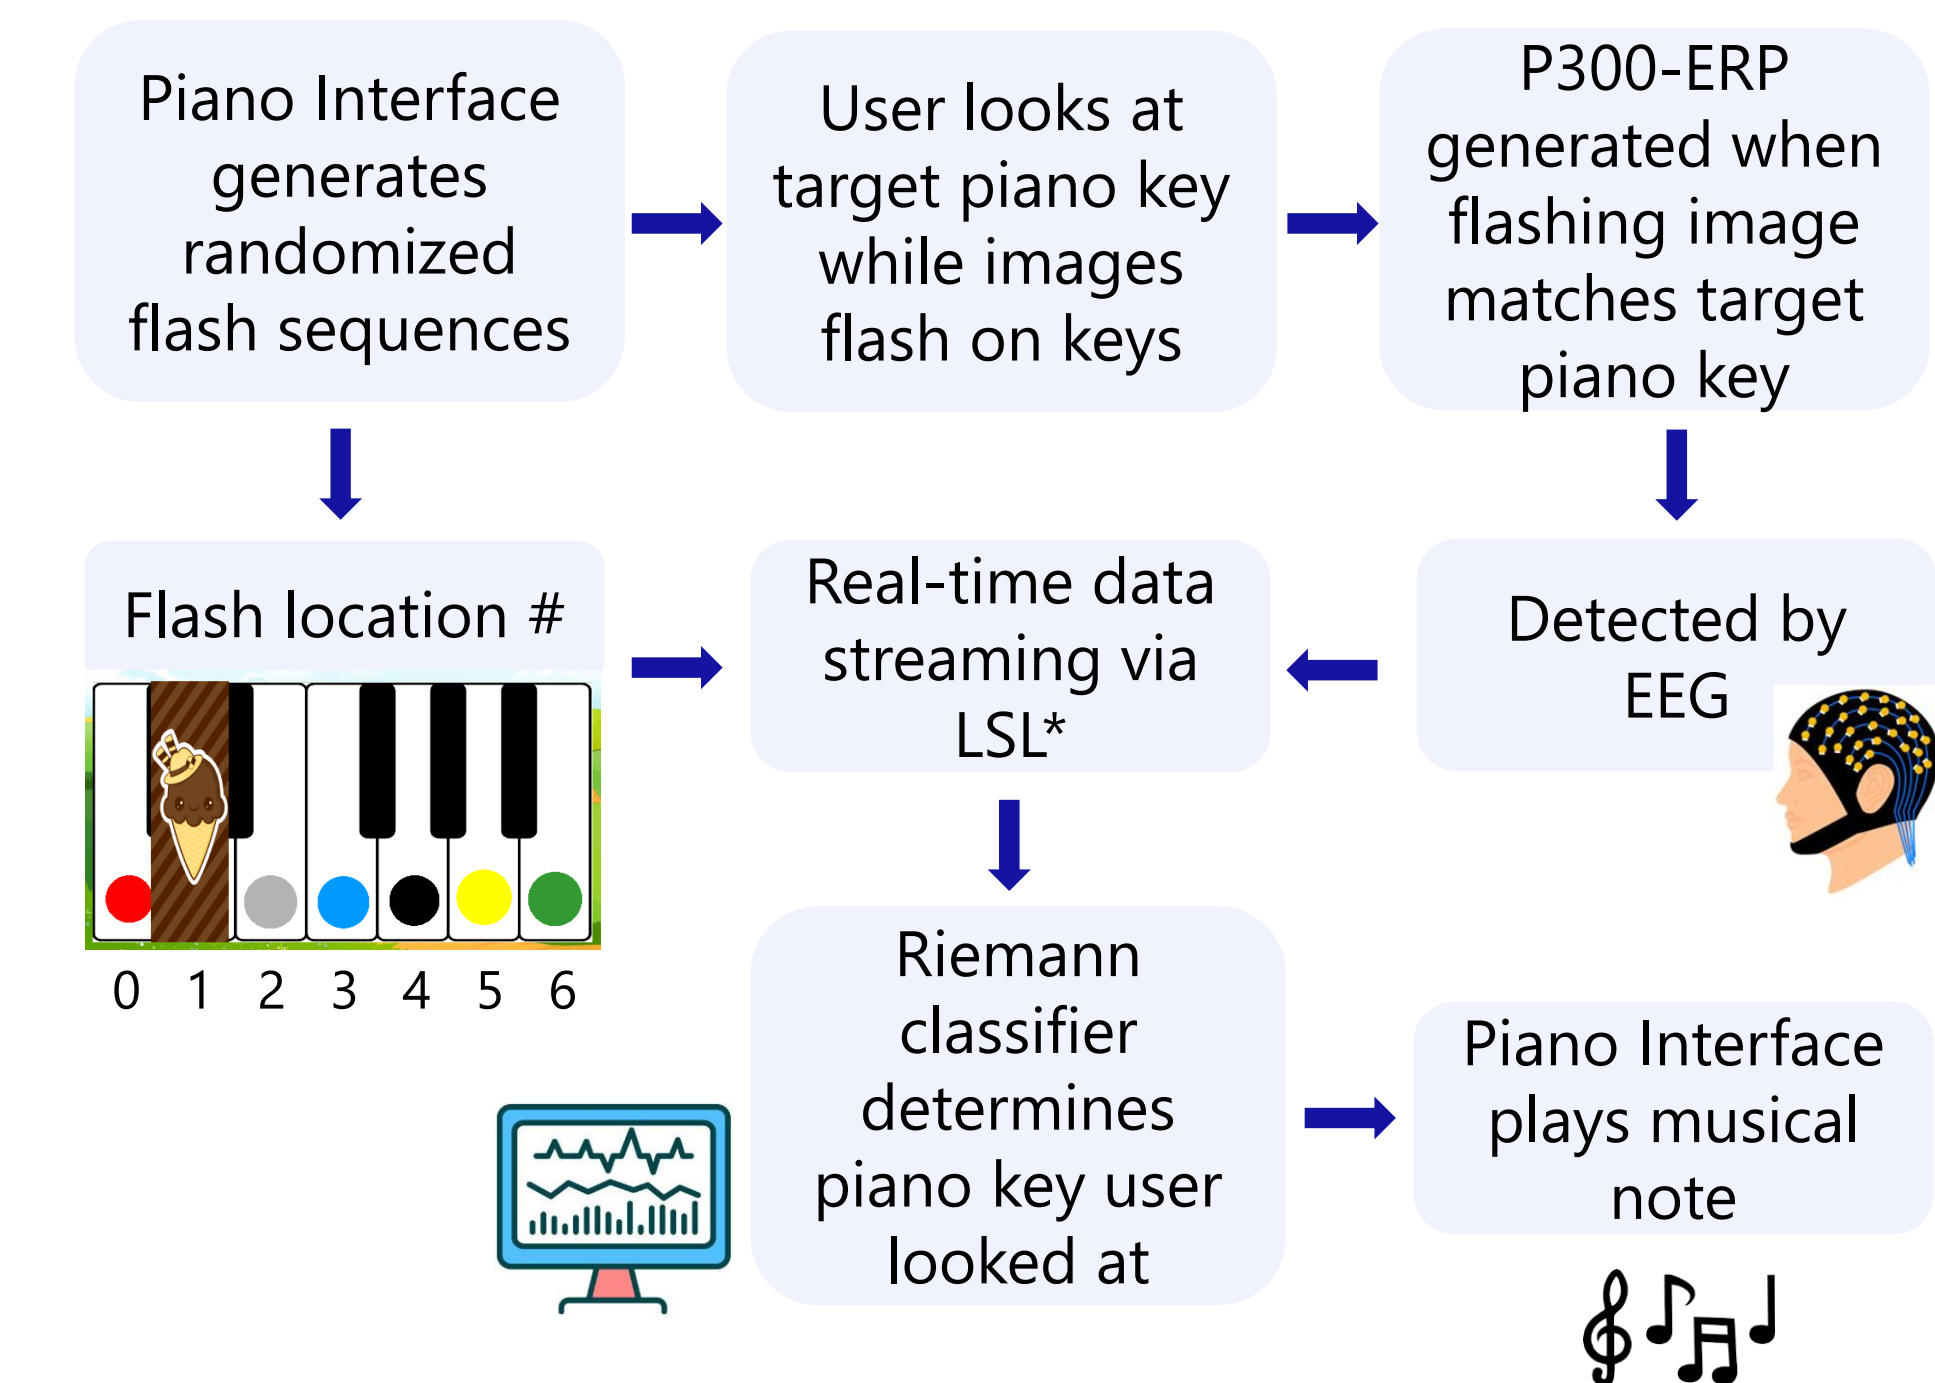 Piano Interface
generates
randomized
flash sequences
User looks at
target piano key
while images
flash on keys
P300-ERP
generated when
flashing image
matches target
piano key
Flash location #
0 1 2 3 4 5 6
Real-time data
streaming via
LSL*
Detected by
EEG
Riemann
classifier
determines
piano key user
looked at
Piano Interface
plays musical
note